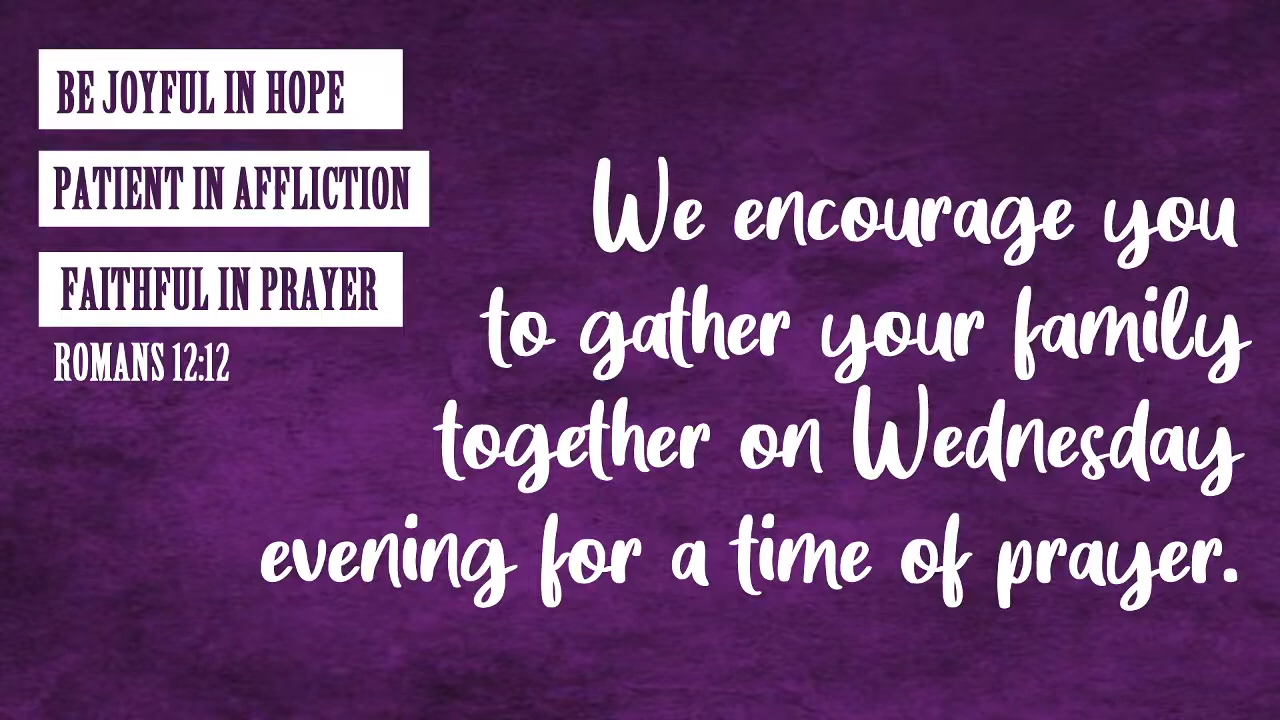 BE JOYFUL IN HOPE
PATIENT IN AFFLICTION
FAITHFUL IN PRAYER
ROMANS 12:12
We encourage you
to gather your family
together on Wednesday
evening for a time of prayer.